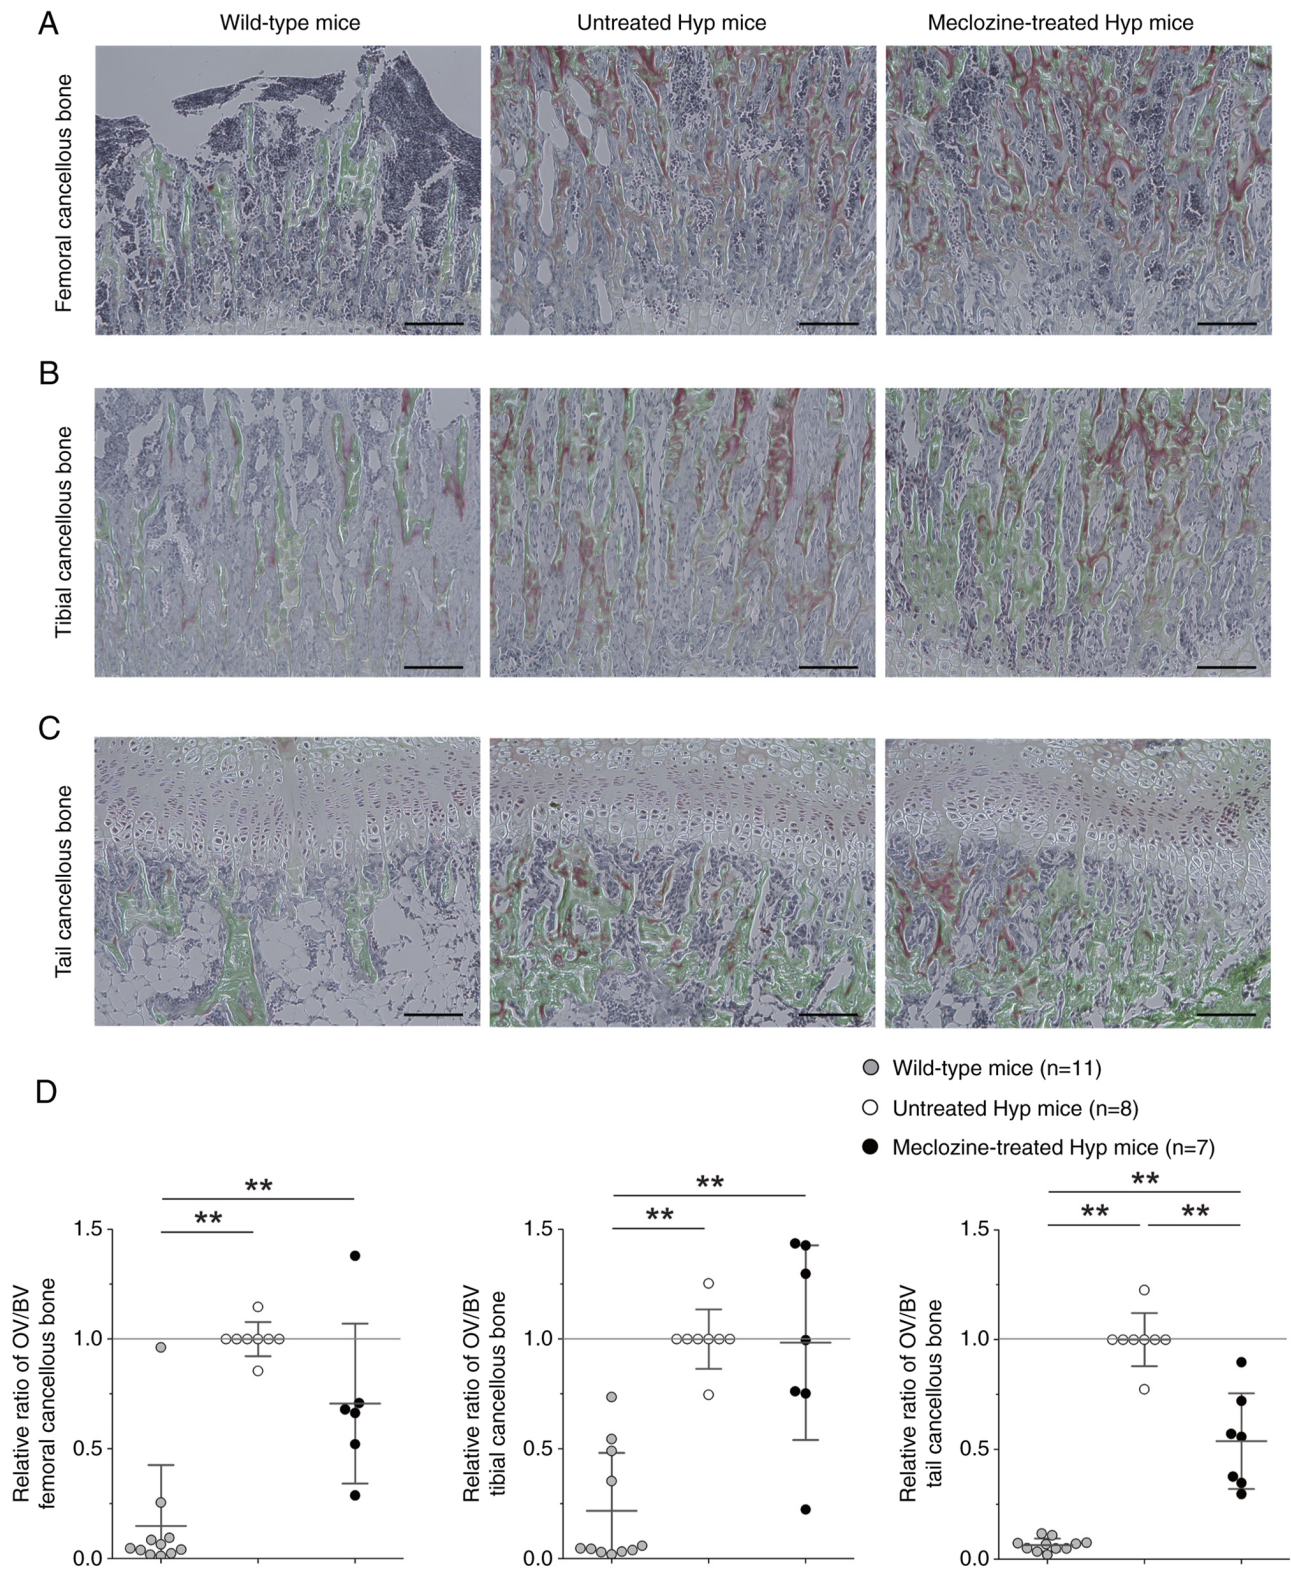 A
Wild-type mice
Untreated Hyp mice
Meclozine-treated Hyp mice
Femoral cancellous bone
B
Tibial cancellous bone
C
Tail cancellous bone
D
Wild-type mice (n=11)
Untreated Hyp mice (n=8)
Meclozine-treated Hyp mice (n=7)
Relative ratio of OV/BV
femoral cancellous bone
1.5
1.0
0.5
0.0
**
**
Relative ratio of OV/BV
tibial cancellous bone
1.5
1.0
0.5
0.0
**
**
Relative ratio of OV/BV
tail cancellous bone
1.5
1.0
0.5
0.0
**
**
**